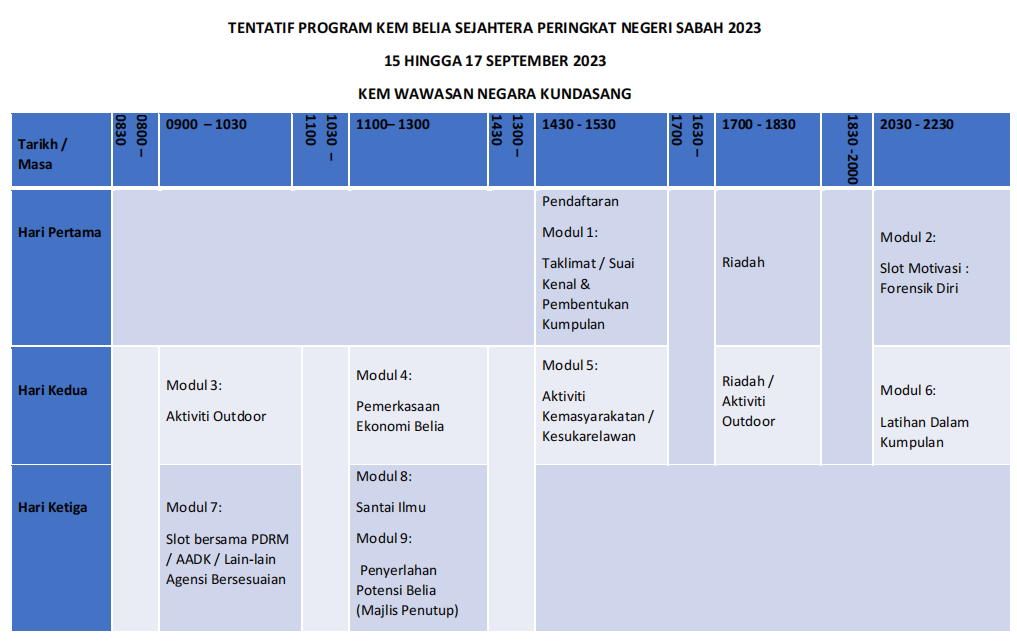 TENTATIF PROGRAM KEM BELIA SEJAHTERA PERINGKAT NEGERI SABAH 2023
15 HINGGA 17 SEPTEMBER 2023
KEM WAWASAN NEGARA KUNDASANG
Tarikh /
Masa
0800 –
0830
0900 – 1030
1030 –
1100
1100– 1300
1300 –
1430
1430 - 1530
1630 –
1700
1700 - 1830
1830 -2000
2030 - 2230
Hari Pertama
Pendaftaran
Modul 1:
Taklimat / Suai
Kenal &
Pembentukan
Kumpulan
Riadah
Modul 2:
Slot Motivasi :
Forensik Diri
Hari Kedua
Modul 3:
Aktiviti Outdoor
Modul 4:
Pemerkasaan
Ekonomi Belia
Modul 5:
Aktiviti
Kemasyarakatan /
Kesukarelawan
Riadah /
Aktiviti
Outdoor
Modul 6:
Latihan Dalam
Kumpulan
Hari Ketiga
Modul 7:
Slot bersama PDRM
/ AADK / Lain-lain
Agensi Bersesuaian
Modul 8:
Santai Ilmu
Modul 9:
Penyerlahan
Potensi Belia
(Majlis Penutup)